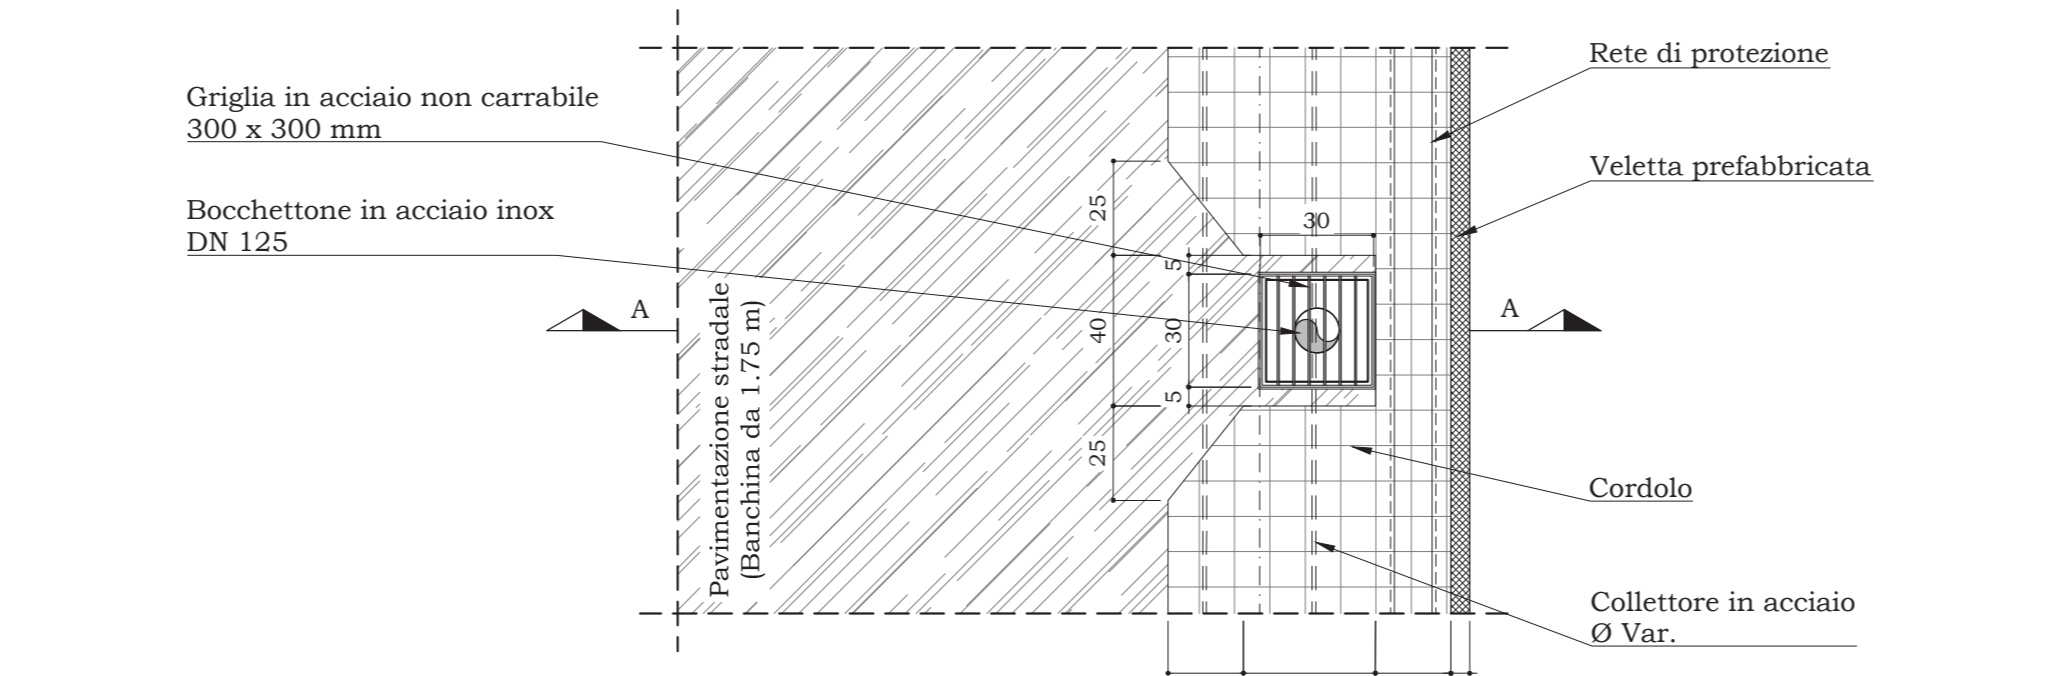 Rete di protezione
Griglia in acciaio non carrabile
300 x 300 mm
Veletta prefabbricata
Bocchettone in acciaio inox
DN 125
25
30
5
A
A
40
30
Pavimentazione stradale
(Banchina da 1.75 m)
5
25
Cordolo
Collettore in acciaio
Ø Var.